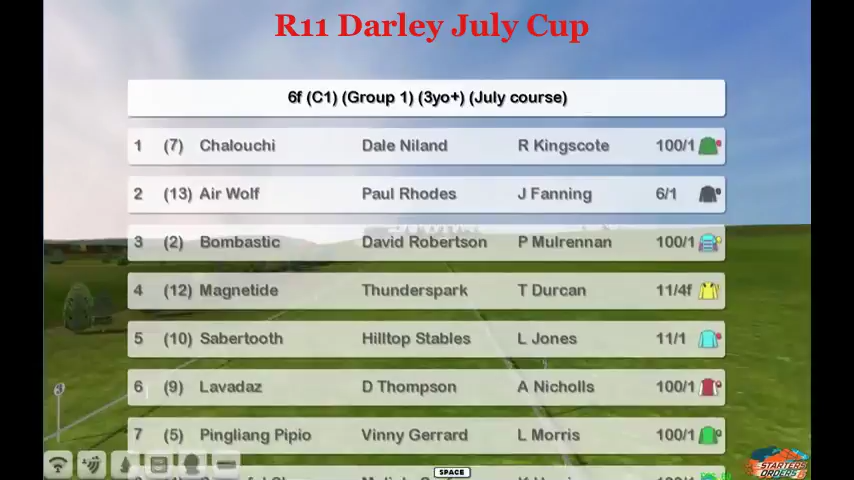 R11 Darley July Cup
6f (C1) (Group 1) (3yo+) (July course)
1 (7) Chalouchi Dale Niland R Kingscote 100/1
2 (13) Air Wolf Paul Rhodes J Fanning 6/1
3 (2) Bombastic David Robertson P Mulrennan 100/1
4 (12) Magnetide Thunderspark T Durcan 11/4f
5 (10) Sabertooth Hilltop Stables L Jones 11/1
6 (9) Lavadaz D Thompson A Nicholls 100/1
7 (5) Pingliang Pipio Vinny Gerrard L Morris 100/1
SPACE
STARTERS
ORDERS 6